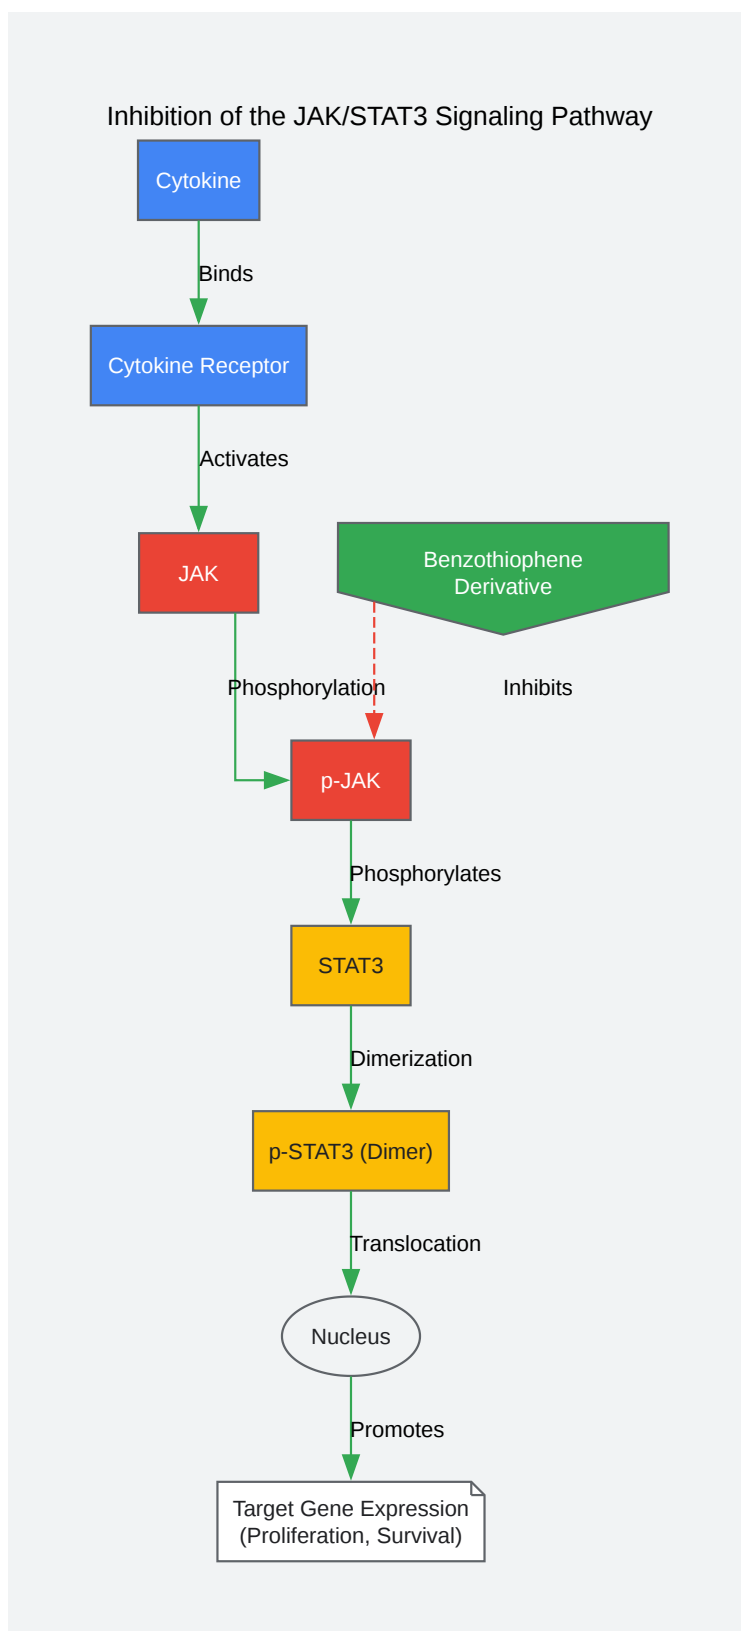 Inhibition of the JAK/STAT3 Signaling Pathway
Cytokine
Binds
Cytokine Receptor
Activates
JAK
Benzothiophene
Derivative
Phosphorylation
Inhibits
p-JAK
Phosphorylates
STAT3
Dimerization
p-STAT3 (Dimer)
Translocation
Nucleus
Promotes
Target Gene Expression
(Proliferation, Survival)